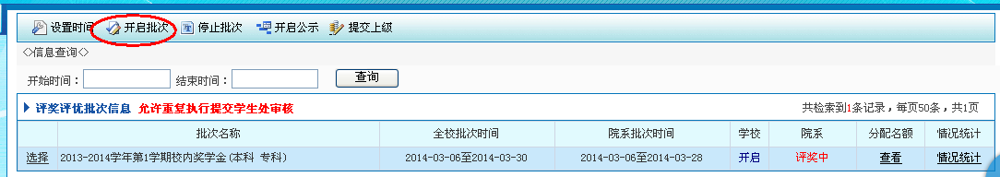 设置时间 开启批次 停止批次 开启公示 提交上级
◇信息查询◇
开始时间： 结束时间： 查询
评奖评优批次信息 允许重复执行提交学生处审核 共检索到1条记录，每页50条，共1页
批次名称 全校批次时间 院系批次时间 学校 院系 分配名额 情况统计
选择 2013-2014学年第1学期校内奖学金(本科 专科) 2014-03-06至2014-03-30 2014-03-06至2014-03-28 开启 评奖中 查看 情况统计